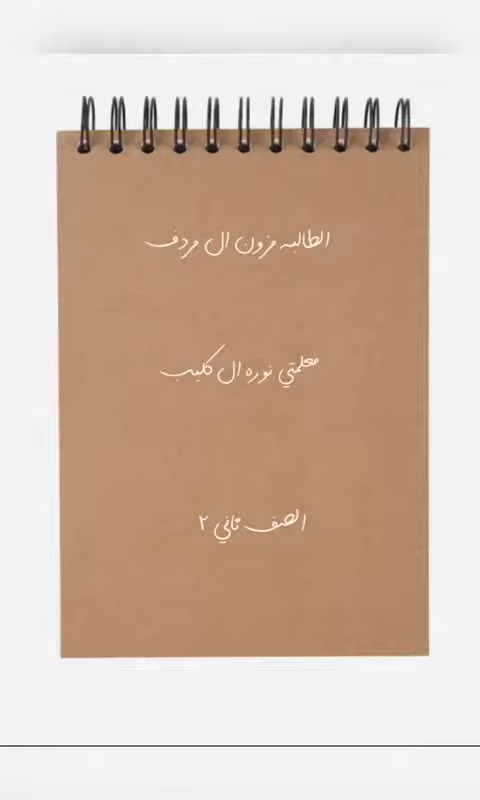 الطالبه مزون ال مردف
معلمتي نوره ال كليب
الصف ثاني ٢